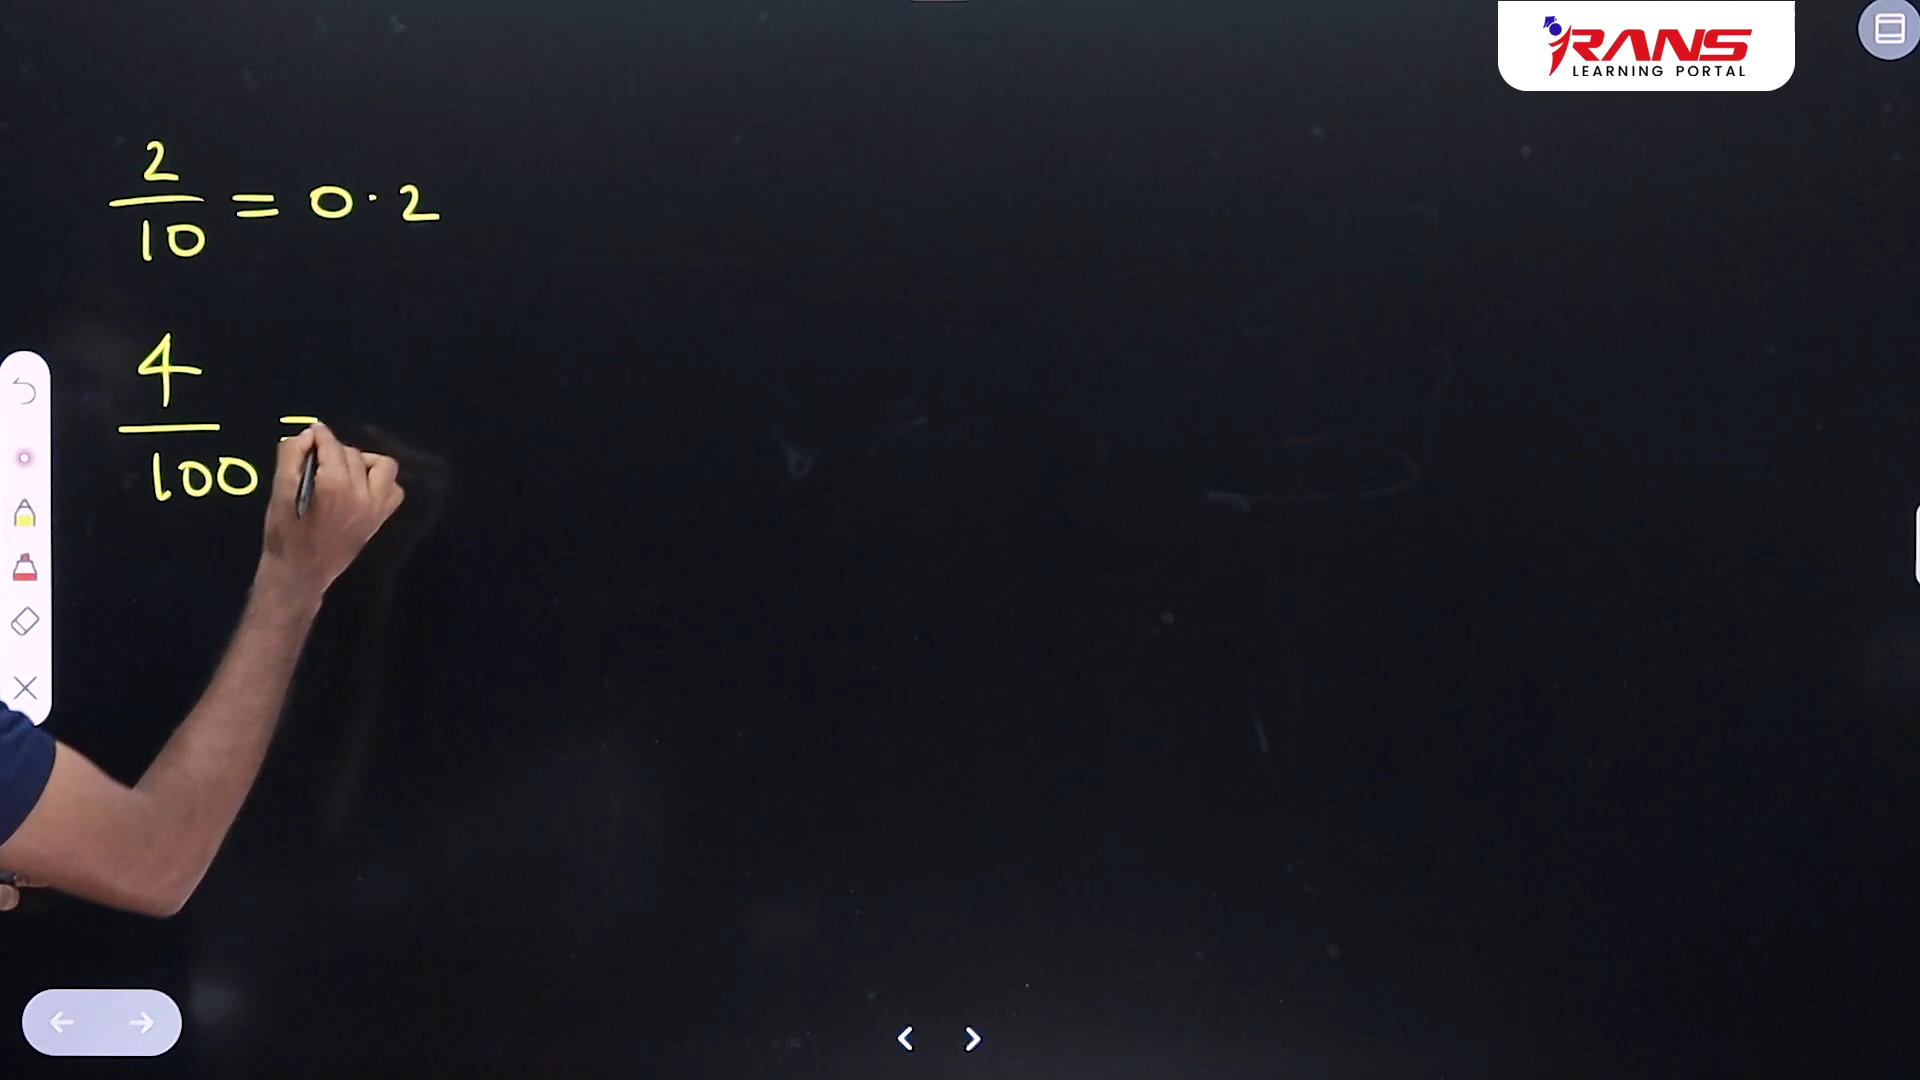 RANS
LEARNING PORTAL
2/10 = 0·2
4/100 =